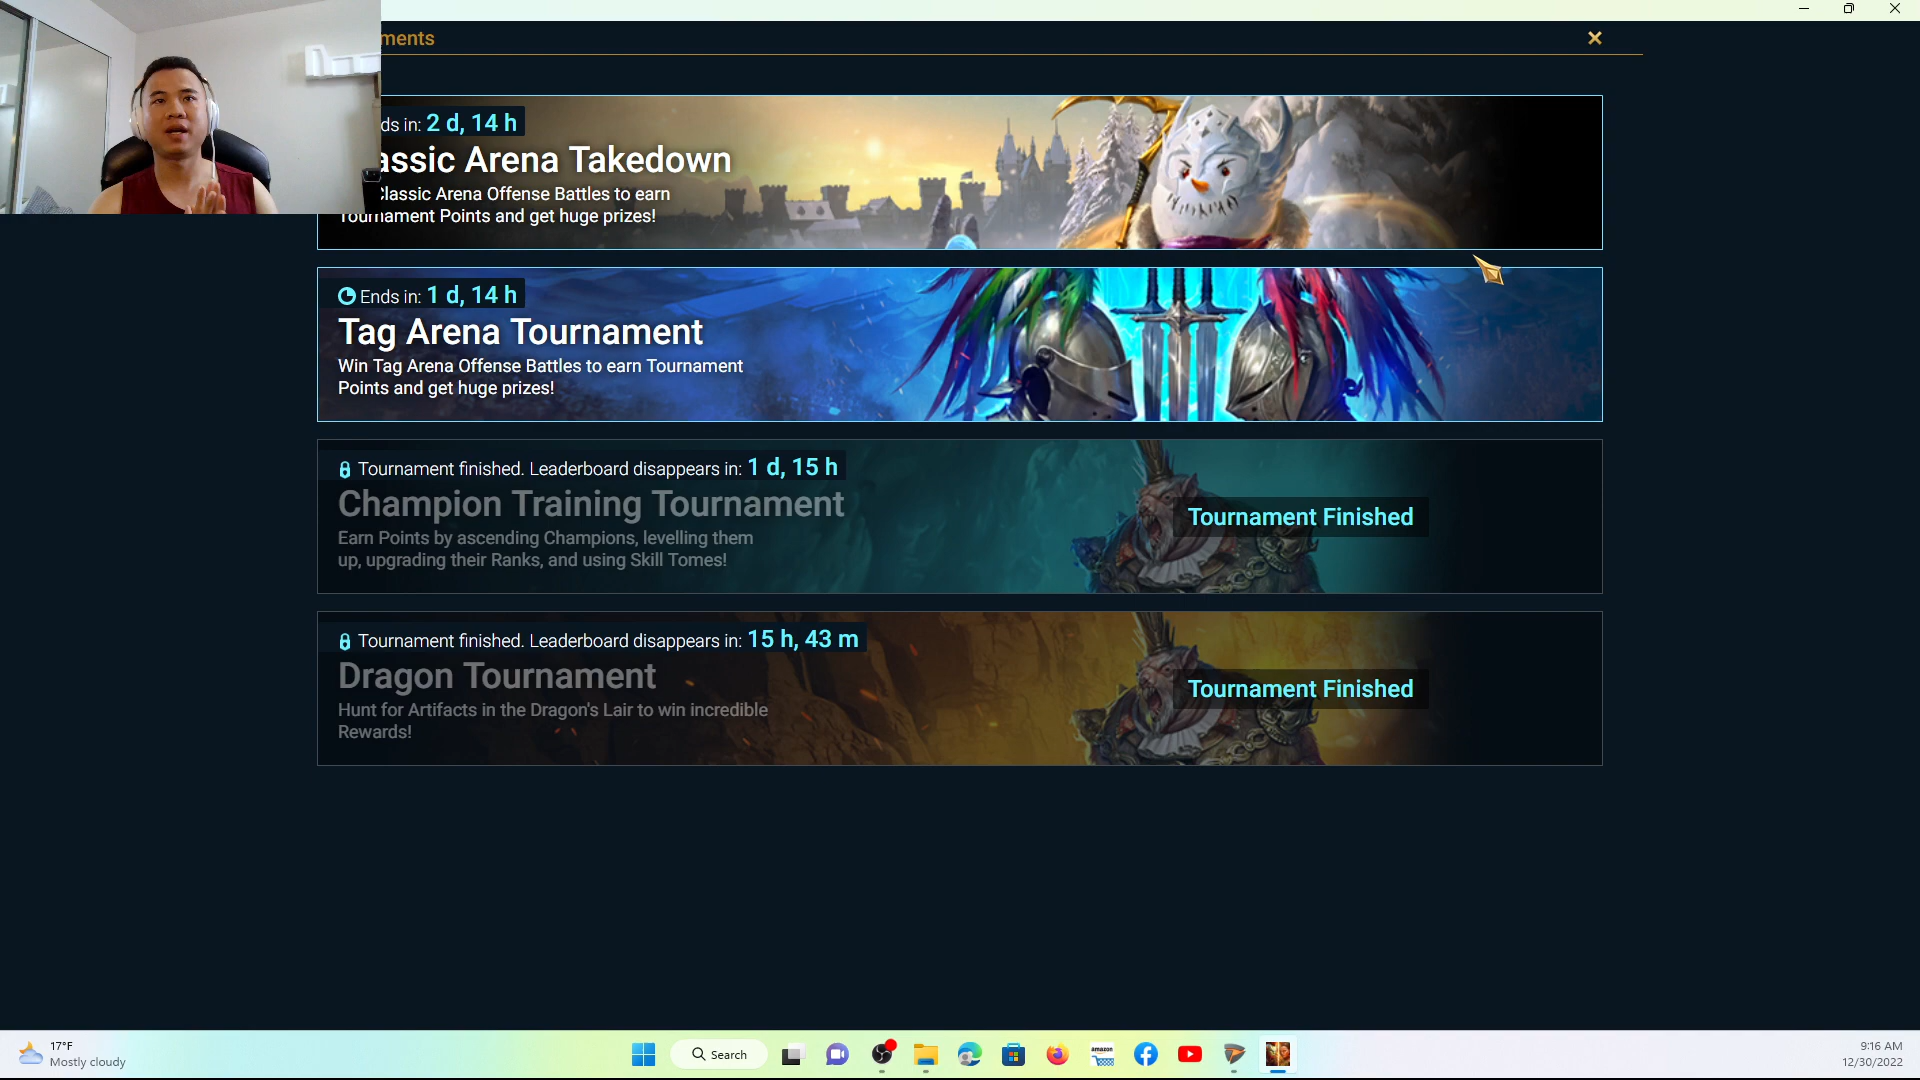 ments
ds in: 2 d, 14 h
assic Arena Takedown
Classic Arena Offense Battles to earn
Tournament Points and get huge prizes!
Ends in: 1 d, 14 h
Tag Arena Tournament
Win Tag Arena Offense Battles to earn Tournament
Points and get huge prizes!
Tournament finished. Leaderboard disappears in: 1 d, 15 h
Champion Training Tournament
Earn Points by ascending Champions, levelling them
up, upgrading their Ranks, and using Skill Tomes!
Tournament Finished
Tournament finished. Leaderboard disappears in: 15 h, 43 m
Dragon Tournament
Hunt for Artifacts in the Dragon's Lair to win incredible
Rewards!
Tournament Finished
17°F
Mostly cloudy
Search
amazon
9:16 AM
12/30/2022